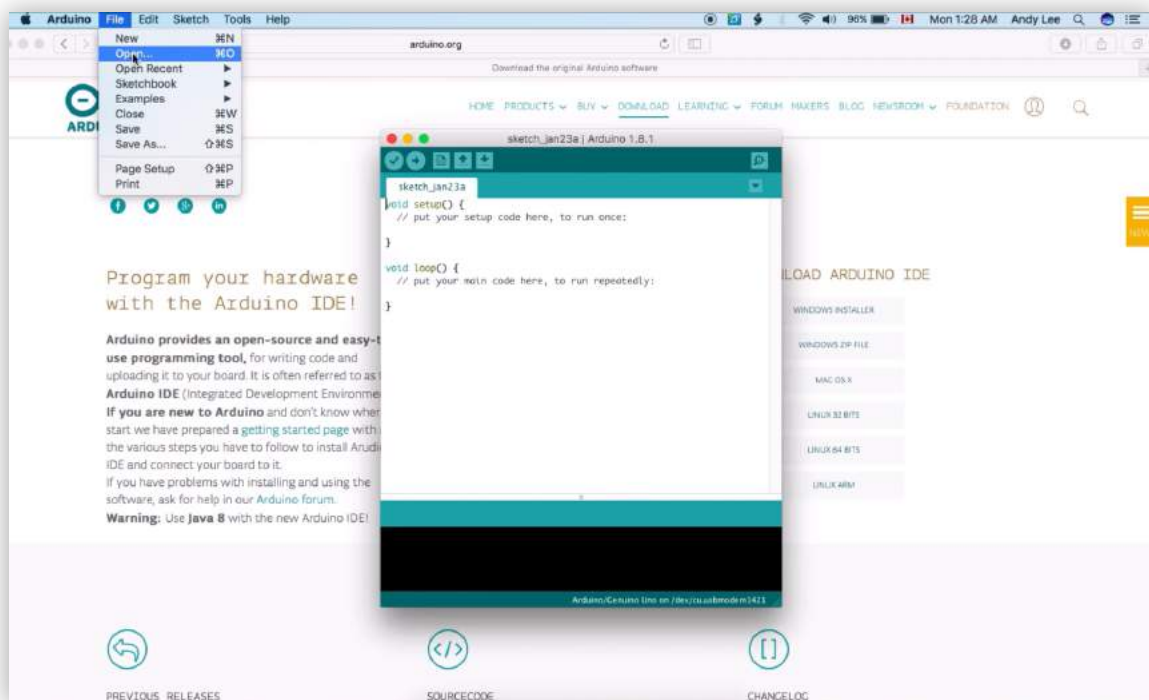 Arduino File Edit Sketch Tools Help 96% Mon 1:28 AM Andy Lee
New ⌘N
Open... ⌘O
Open Recent
Sketchbook
Examples
Close ⌘W
Save ⌘S
Save As... ⇧⌘S
Page Setup ⇧⌘P
Print ⌘P
arduino.org
Download the original Arduino software
HOME PRODUCTS BUY DOWNLOAD LEARNING FORUM MAKERS BLOG NEWSROOM FOUNDATION
ARD
NEW
sketch_jan23a | Arduino 1.8.1
sketch_jan23a
void setup() {
// put your setup code here, to run once:
}
void loop() {
// put your main code here, to run repeatedly:
}
Arduino/Genuino Uno on /dev/cu.usbmodem1421
Program your hardware
with the Arduino IDE!
Arduino provides an open-source and easy-t
use programming tool, for writing code and
uploading it to your board. It is often referred to as
Arduino IDE (Integrated Development Environme
If you are new to Arduino and don't know wher
start we have prepared a getting started page with
the various steps you have to follow to install Arudi
IDE and connect your board to it.
If you have problems with installing and using the
software, ask for help in our Arduino forum.
Warning: Use Java 8 with the new Arduino IDE!
LOAD ARDUINO IDE
WINDOWS INSTALLER
WINDOWS ZIP FILE
MAC OS X
LINUX 32 BITS
LINUX 64 BITS
LINUX ARM
PREVIOUS RELEASES
SOURCECODE
CHANGELOG